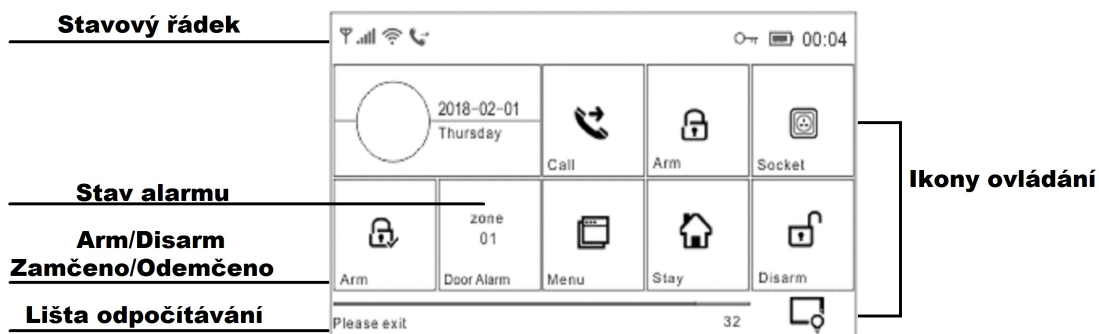 Stavový řádek
00:04
2018-02-01
Thursday
Call
Arm
Socket
Ikony ovládání
Stav alarmu
zone
01
Arm/Disarm
Zamčeno/Odemčeno
Arm
Door Alarm
Menu
Stay
Disarm
Lišta odpočítávání
Please exit
32